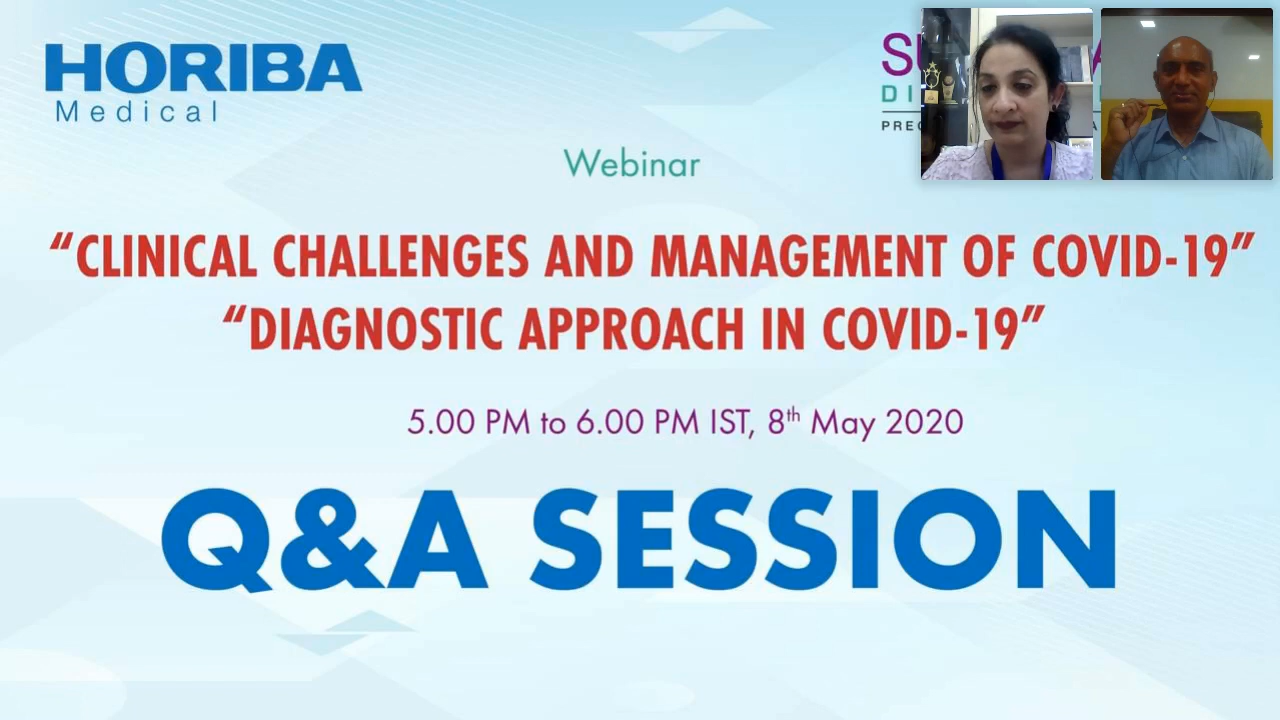 HORIBA
Medical
Webinar
“CLINICAL CHALLENGES AND MANAGEMENT OF COVID-19”
“DIAGNOSTIC APPROACH IN COVID-19”
5.00 PM to 6.00 PM IST, 8th May 2020
Q&A SESSION